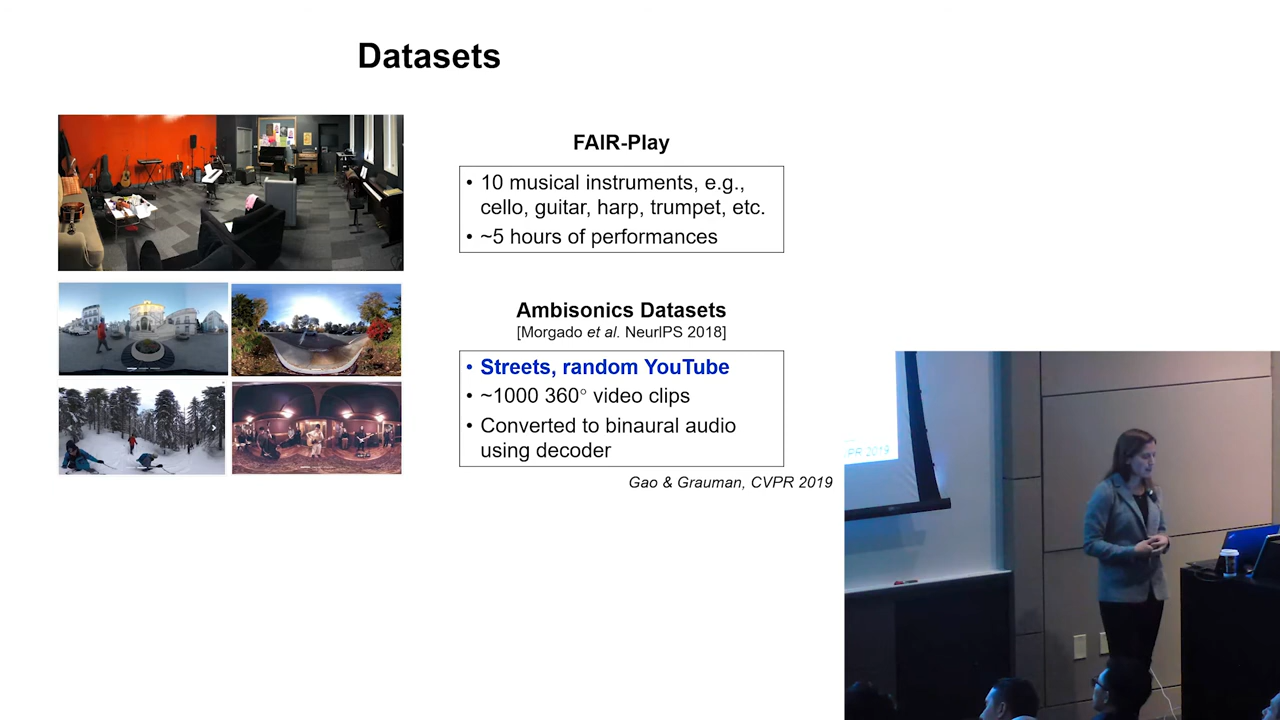 Datasets
FAIR-Play
• 10 musical instruments, e.g.,
cello, guitar, harp, trumpet, etc.
• ~5 hours of performances
Ambisonics Datasets
[Morgado et al. NeurIPS 2018]
• Streets, random YouTube
• ~1000 360° video clips
• Converted to binaural audio
using decoder
Gao & Grauman, CVPR 2019
PR 2019